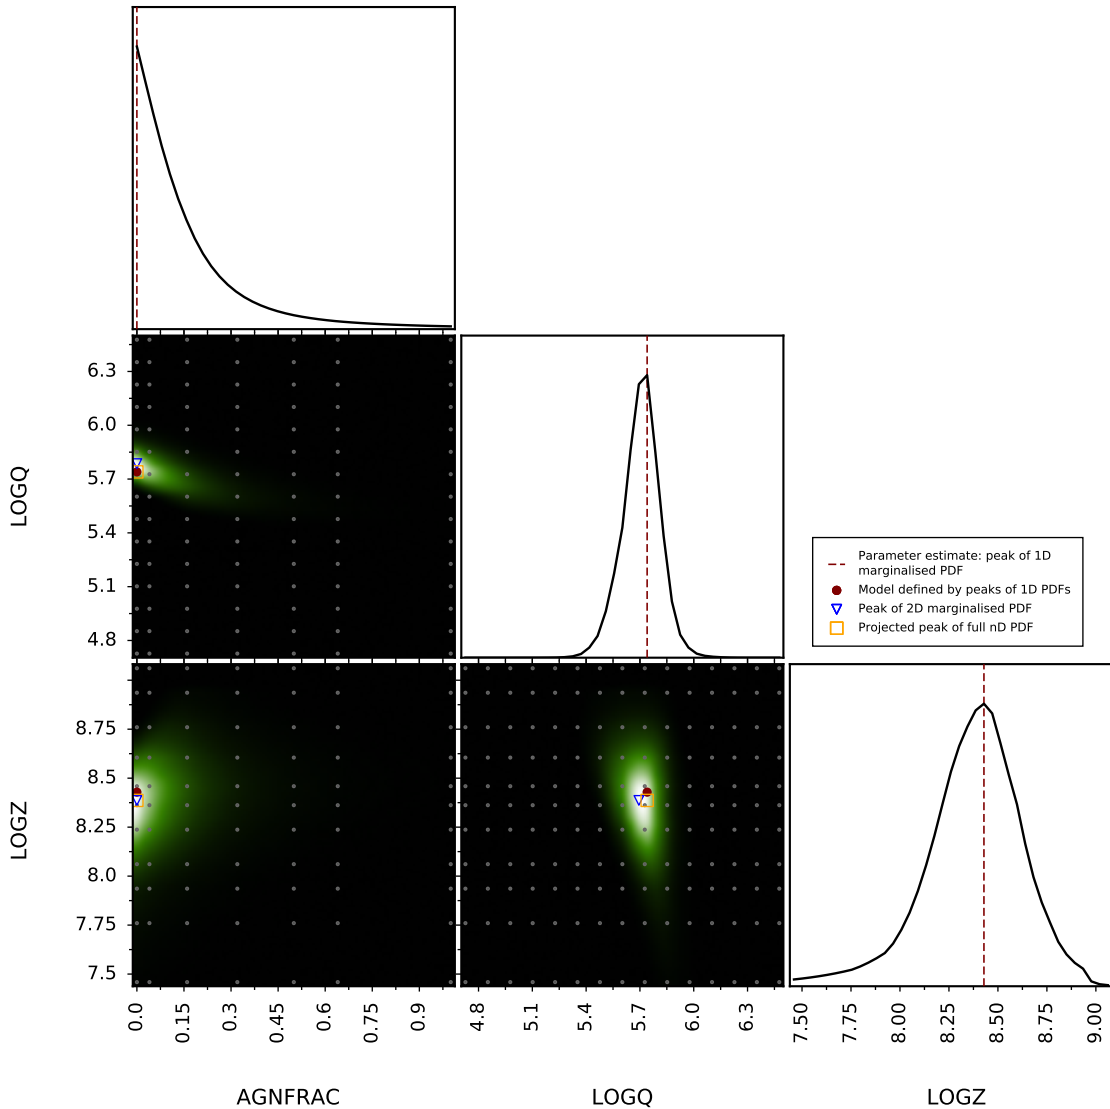 6.3
6.0
5.7
5.4
5.1
4.8
LOGQ
Parameter estimate: peak of 1D
marginalised PDF
Model defined by peaks of 1D PDFs
Peak of 2D marginalised PDF
Projected peak of full nD PDF
8.75
8.5
8.25
8.0
7.75
7.5
LOGZ
0.0 0.15 0.3 0.45 0.6 0.75 0.9
4.8 5.1 5.4 5.7 6.0 6.3
7.50 7.75 8.00 8.25 8.50 8.75 9.00
AGNFRAC LOGQ LOGZ